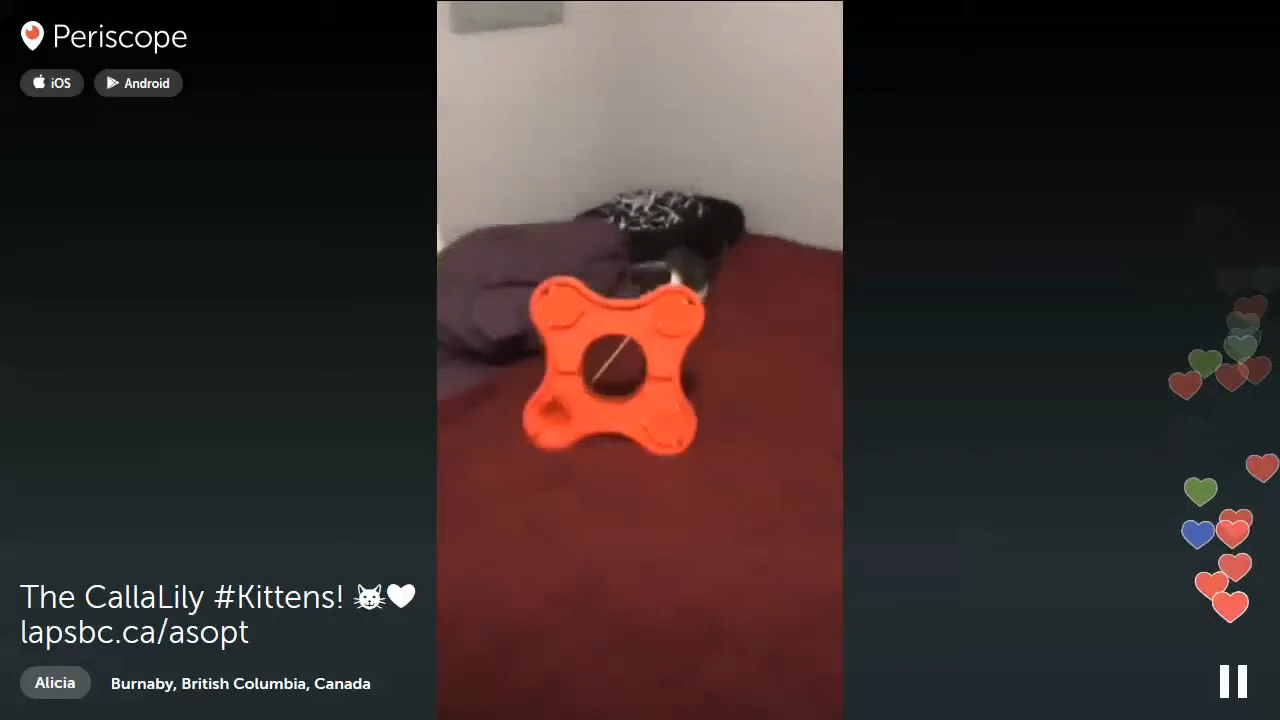 Periscope
iOS
Android
The CallaLily #Kittens! 🐱🤍
lapsbc.ca/asopt
Alicia
Burnaby, British Columbia, Canada